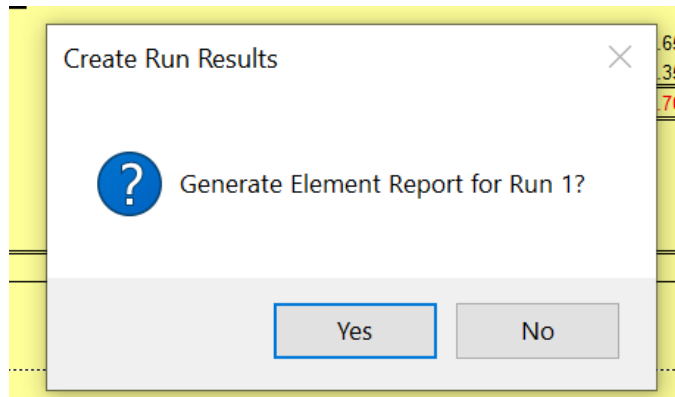 Create Run Results
Generate Element Report for Run 1?
Yes
No